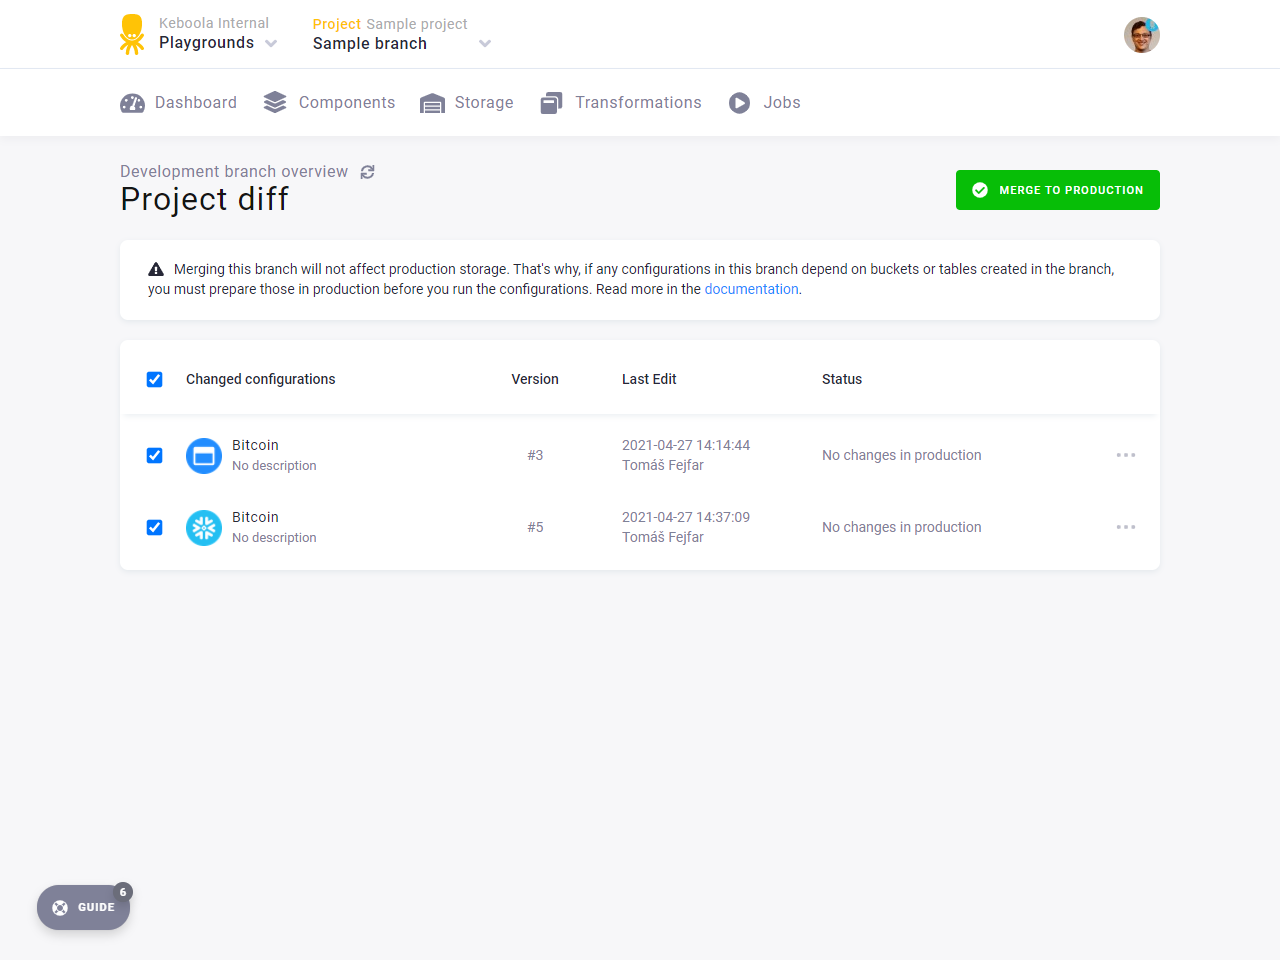 Keboola Internal
Playgrounds
Project Sample project
Sample branch
Dashboard
Components
Storage
Transformations
Jobs
Development branch overview
Project diff
MERGE TO PRODUCTION
Merging this branch will not affect production storage. That's why, if any configurations in this branch depend on buckets or tables created in the branch,
you must prepare those in production before you run the configurations. Read more in the documentation.
Changed configurations Version Last Edit Status
Bitcoin
No description
#3
2021-04-27 14:14:44
Tomáš Fejfar
No changes in production
Bitcoin
No description
#5
2021-04-27 14:37:09
Tomáš Fejfar
No changes in production
6
GUIDE